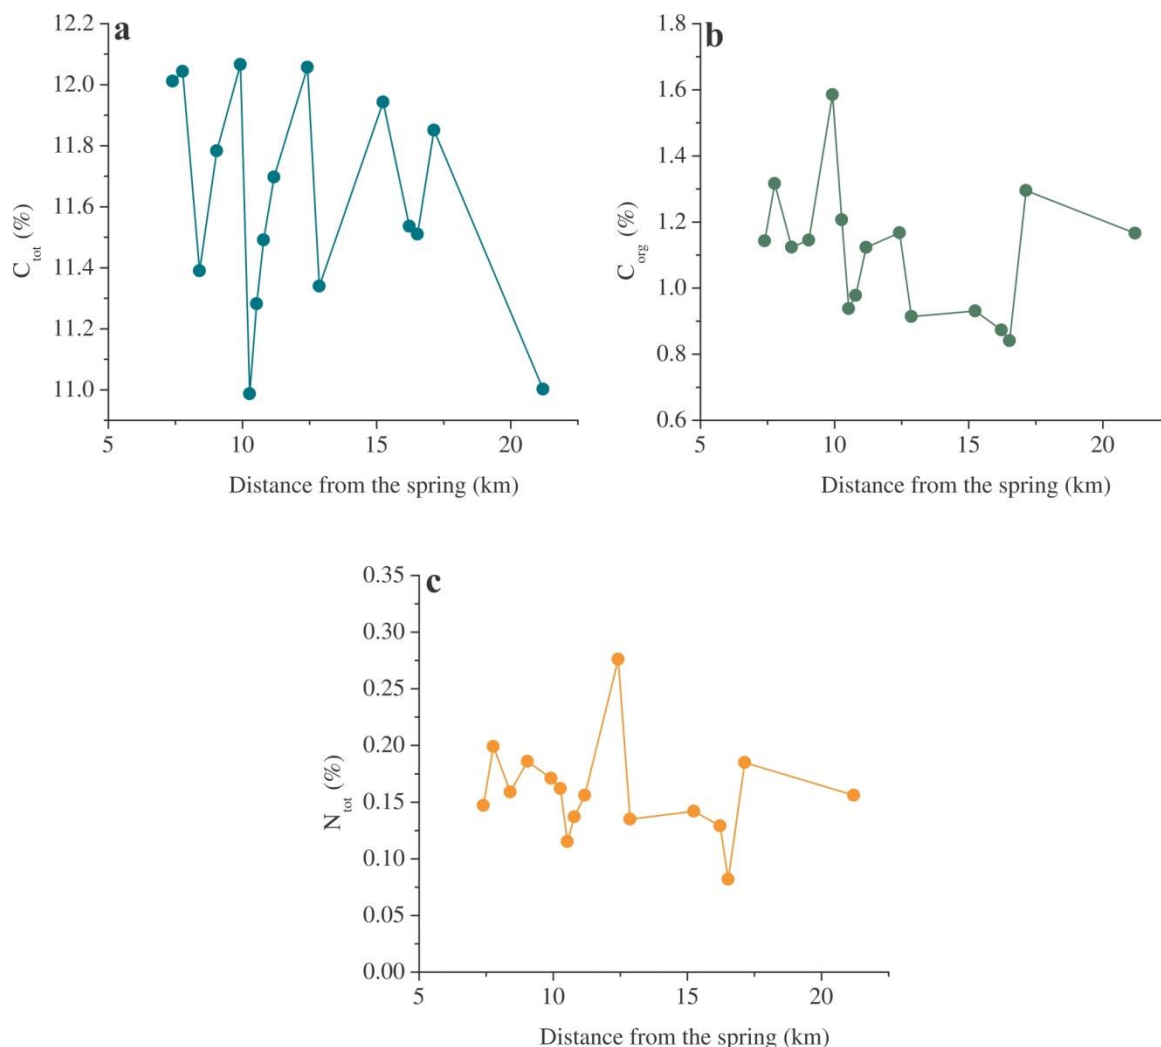 a
12.2
12.0
11.8
11.6
11.4
11.2
11.0
C_tot (%)
5 10 15 20
Distance from the spring (km)
b
1.8
1.6
1.4
1.2
1.0
0.8
0.6
C_org (%)
5 10 15 20
Distance from the spring (km)
c
0.35
0.30
0.25
0.20
0.15
0.10
0.05
0.00
N_tot (%)
5 10 15 20
Distance from the spring (km)